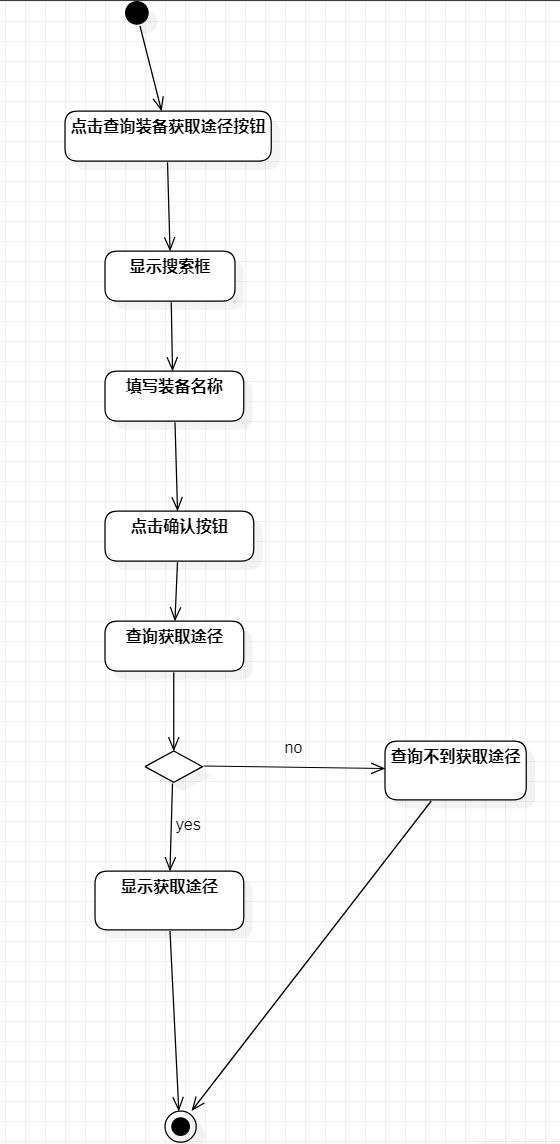 点击查询装备获取途径按钮
显示搜索框
填写装备名称
点击确认按钮
查询获取途径
no
查询不到获取途径
yes
显示获取途径